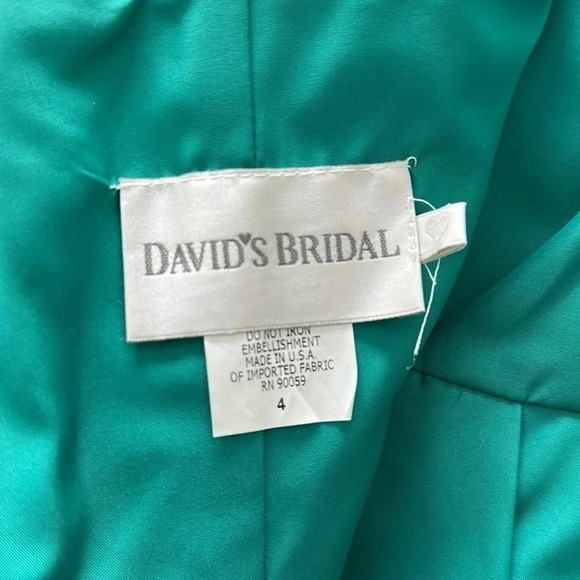 DAVID'S BRIDAL
DO NOT IRON
EMBELLISHMENT
MADE IN U.S.A.
OF IMPORTED FABRIC
RN 90059
4